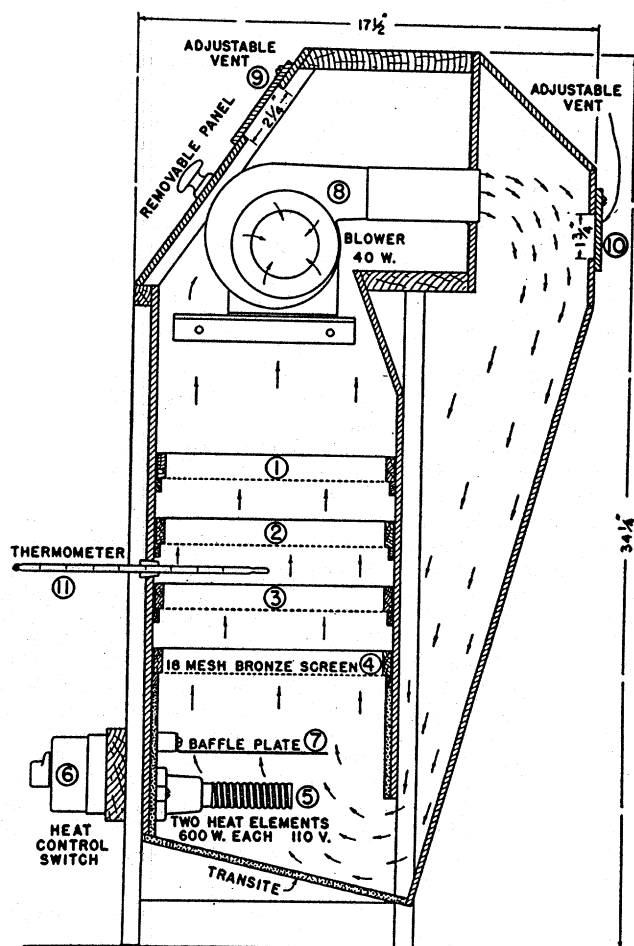 17½"
ADJUSTABLE
VENT
9
2¼"
REMOVABLE PANEL
ADJUSTABLE
VENT
8
BLOWER
40 W.
1¾"
10
1
2
THERMOMETER
11
3
34⅛"
18 MESH BRONZE SCREEN 4
BAFFLE PLATE 7
6
5
TWO HEAT ELEMENTS
600 W. EACH 110 V.
HEAT
CONTROL
SWITCH
TRANSITE